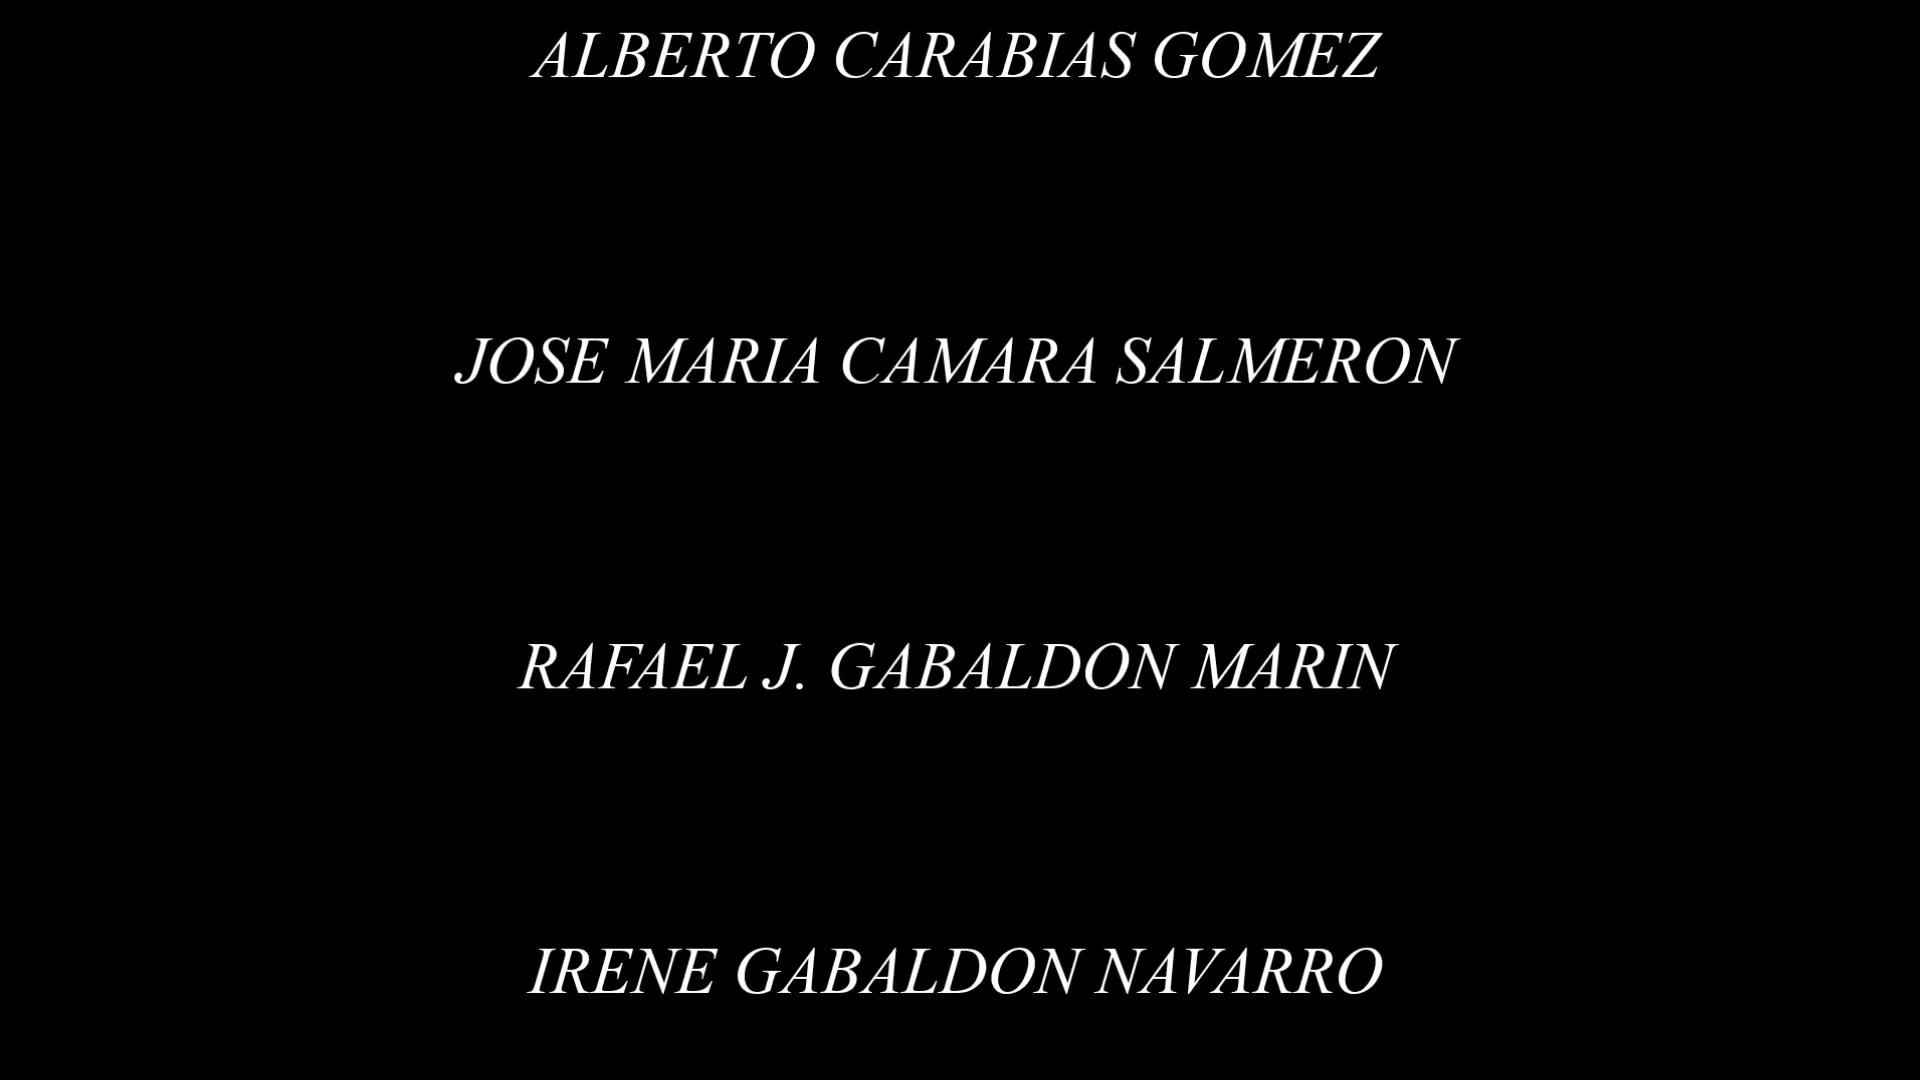 ALBERTO CARABIAS GOMEZ
JOSE MARIA CAMARA SALMERON
RAFAEL J. GABALDON MARIN
IRENE GABALDON NAVARRO